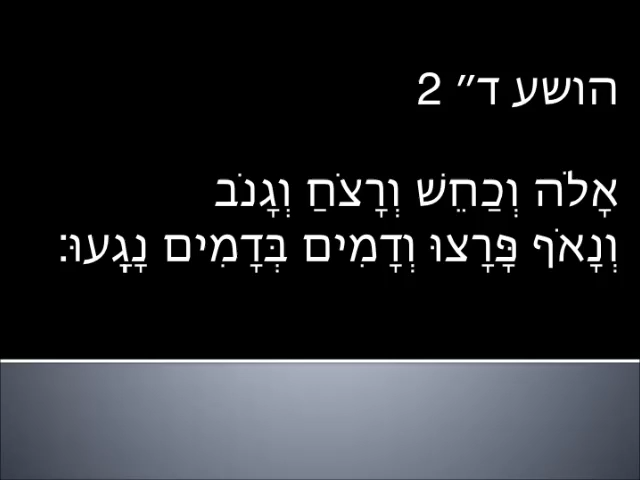 הושע ד״ 2
אָלֹה וְכַחֵשׁ וְרָצֹחַ וְגָנֹב
וְנָאֹף פָּרָצוּ וְדָמִים בְּדָמִים נָגָעוּ׃